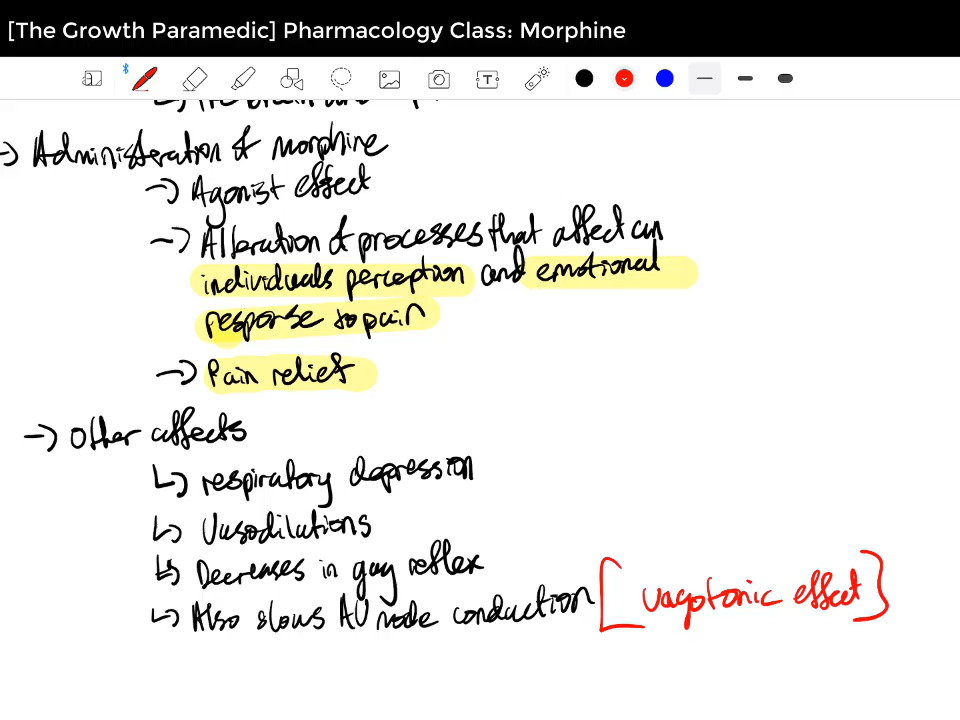 [The Growth Paramedic] Pharmacology Class: Morphine
→ Administeration of morphine
→ Agonist effect
→ Alleration of processes that affect an
individuals perception and emotional
response to pain
→ Pain relief
→ Other affects
↳ respiratory depression
↳ Vasodilations
↳ Decreases in gag reflex
↳ Also slows AV node conduction [vagotonic effect]